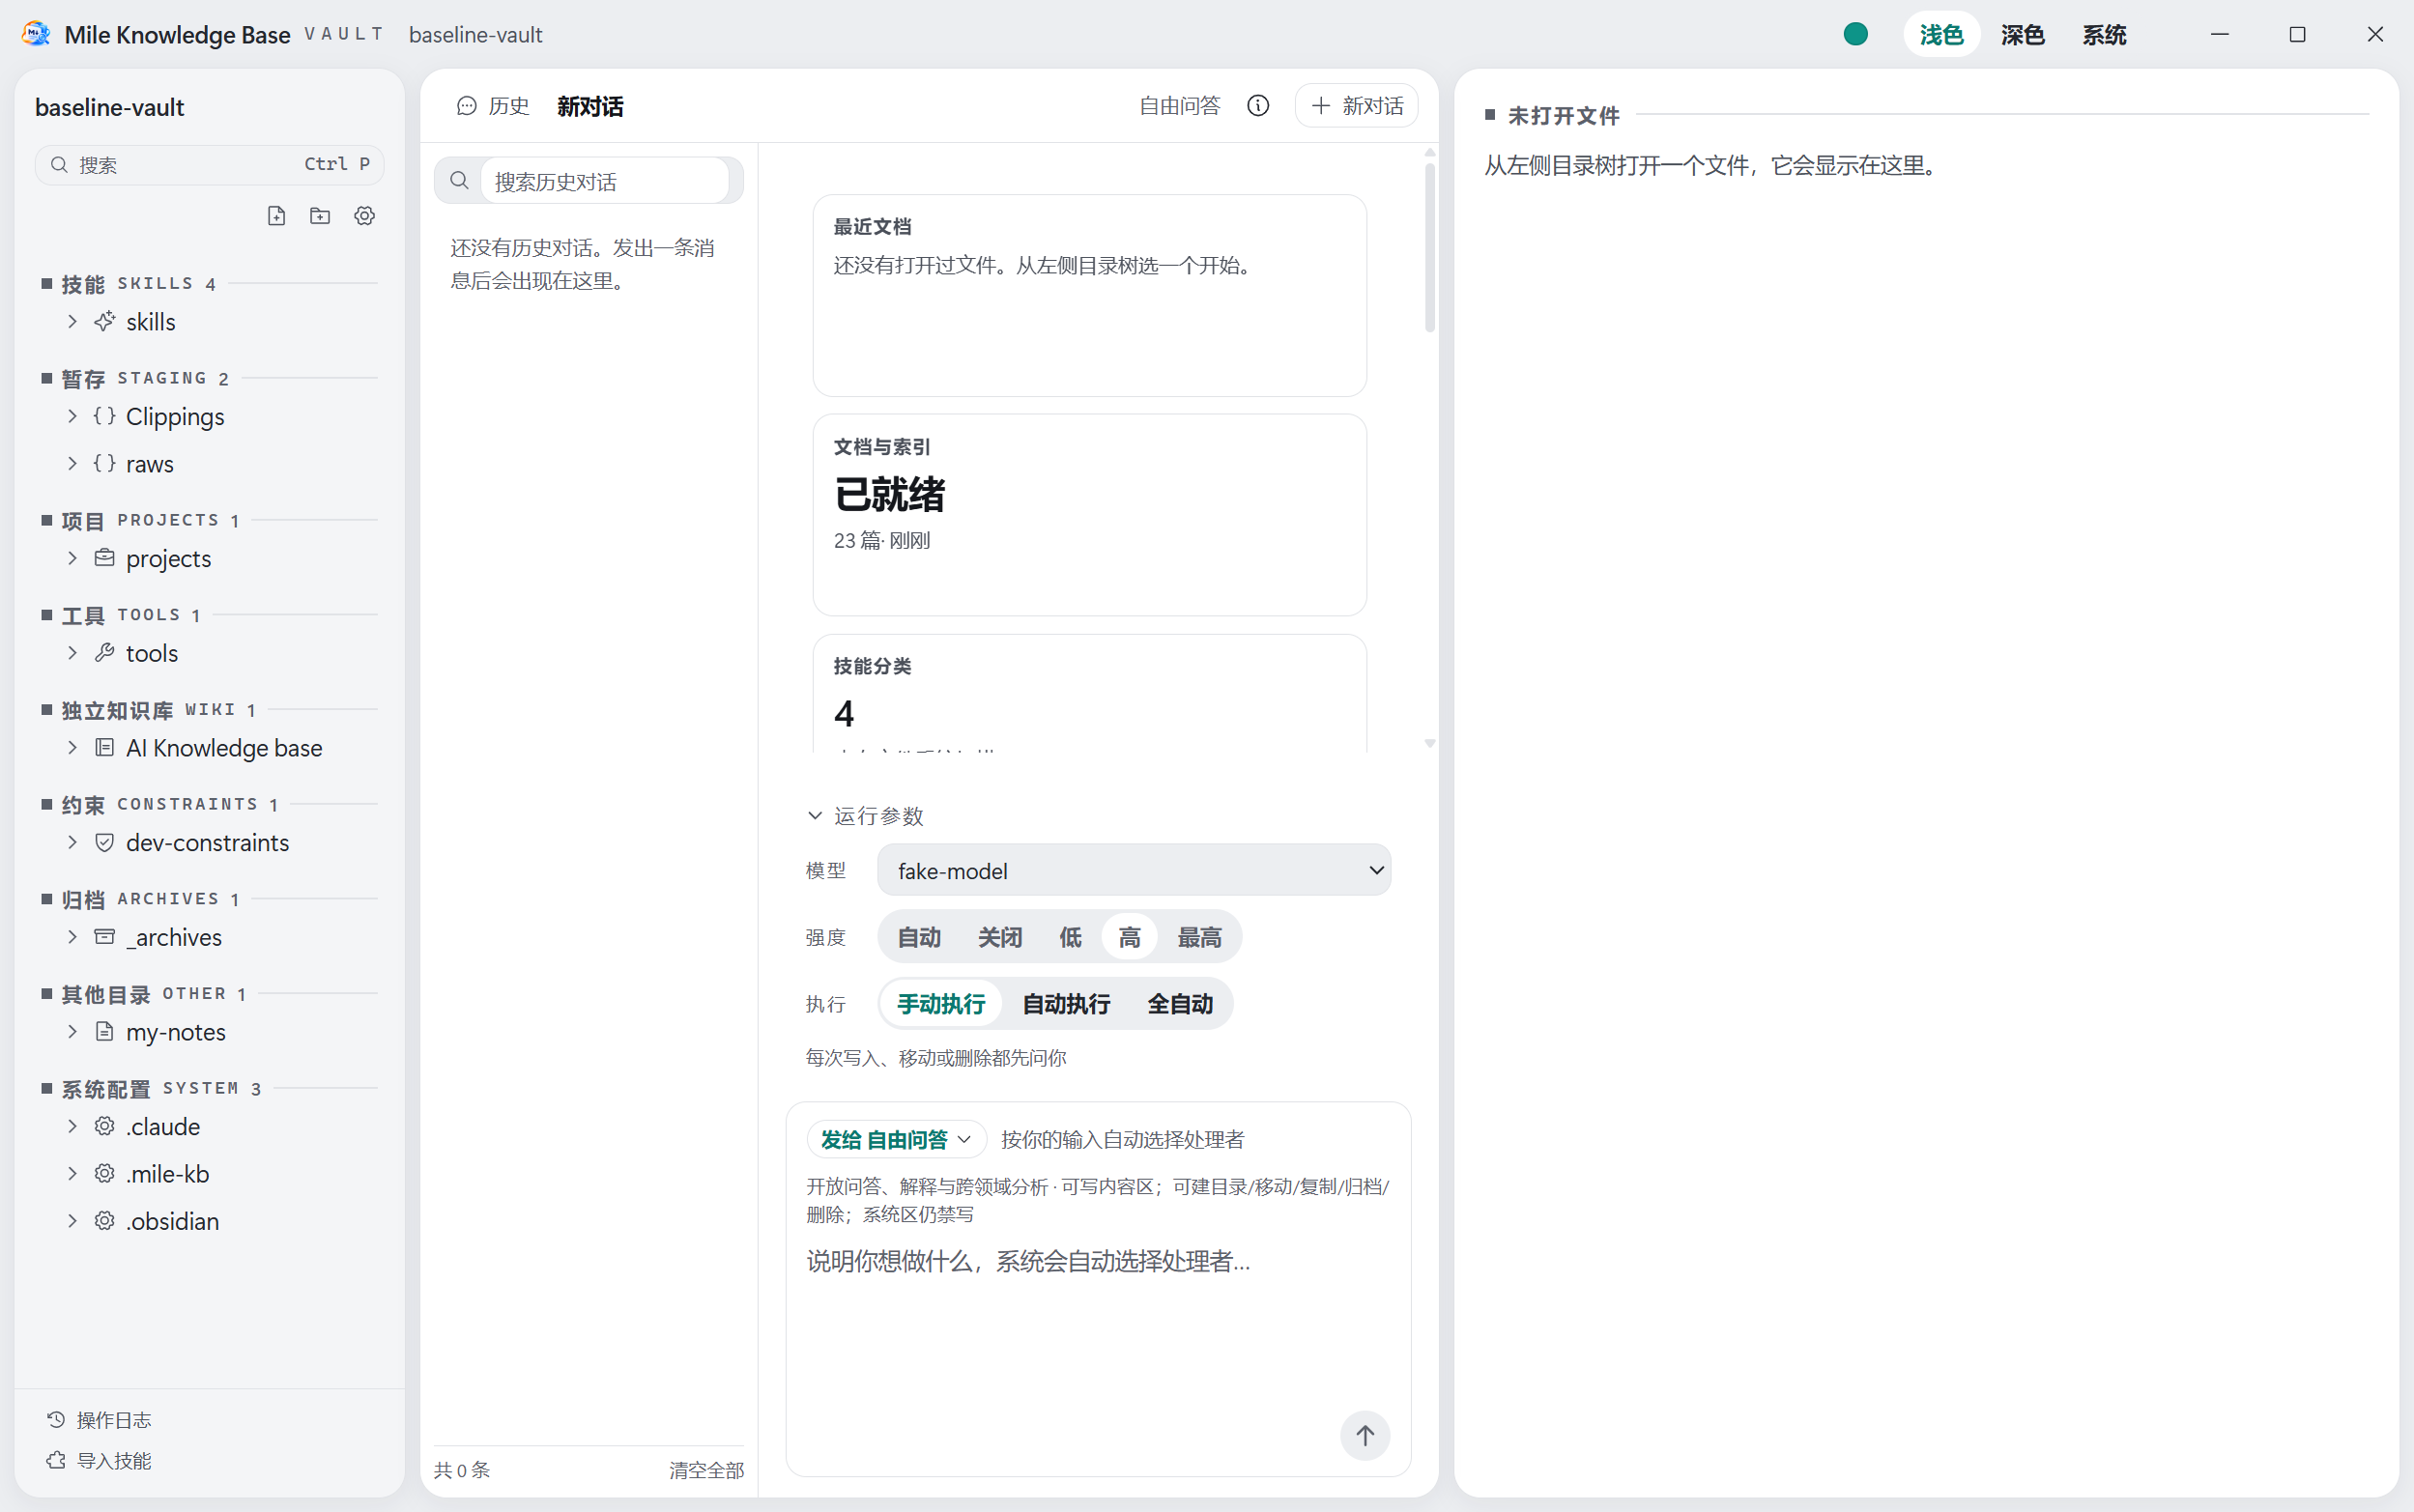 Mile Knowledge Base VAULT baseline-vault
浅色 深色 系统
baseline-vault
搜索 Ctrl P
技能 SKILLS 4
skills
暂存 STAGING 2
Clippings
raws
项目 PROJECTS 1
projects
工具 TOOLS 1
tools
独立知识库 WIKI 1
AI Knowledge base
约束 CONSTRAINTS 1
dev-constraints
归档 ARCHIVES 1
_archives
其他目录 OTHER 1
my-notes
系统配置 SYSTEM 3
.claude
.mile-kb
.obsidian
操作日志
导入技能
历史 新对话
自由问答 新对话
搜索历史对话
还没有历史对话。发出一条消
息后会出现在这里。
共 0 条 清空全部
最近文档
还没有打开过文件。从左侧目录树选一个开始。
文档与索引
已就绪
23 篇· 刚刚
技能分类
4
运行参数
模型 fake-model
强度 自动 关闭 低 高 最高
执行 手动执行 自动执行 全自动
每次写入、移动或删除都先问你
发给 自由问答 按你的输入自动选择处理者
开放问答、解释与跨领域分析 · 可写内容区；可建目录/移动/复制/归档/
删除；系统区仍禁写
说明你想做什么，系统会自动选择处理者...
未打开文件
从左侧目录树打开一个文件，它会显示在这里。